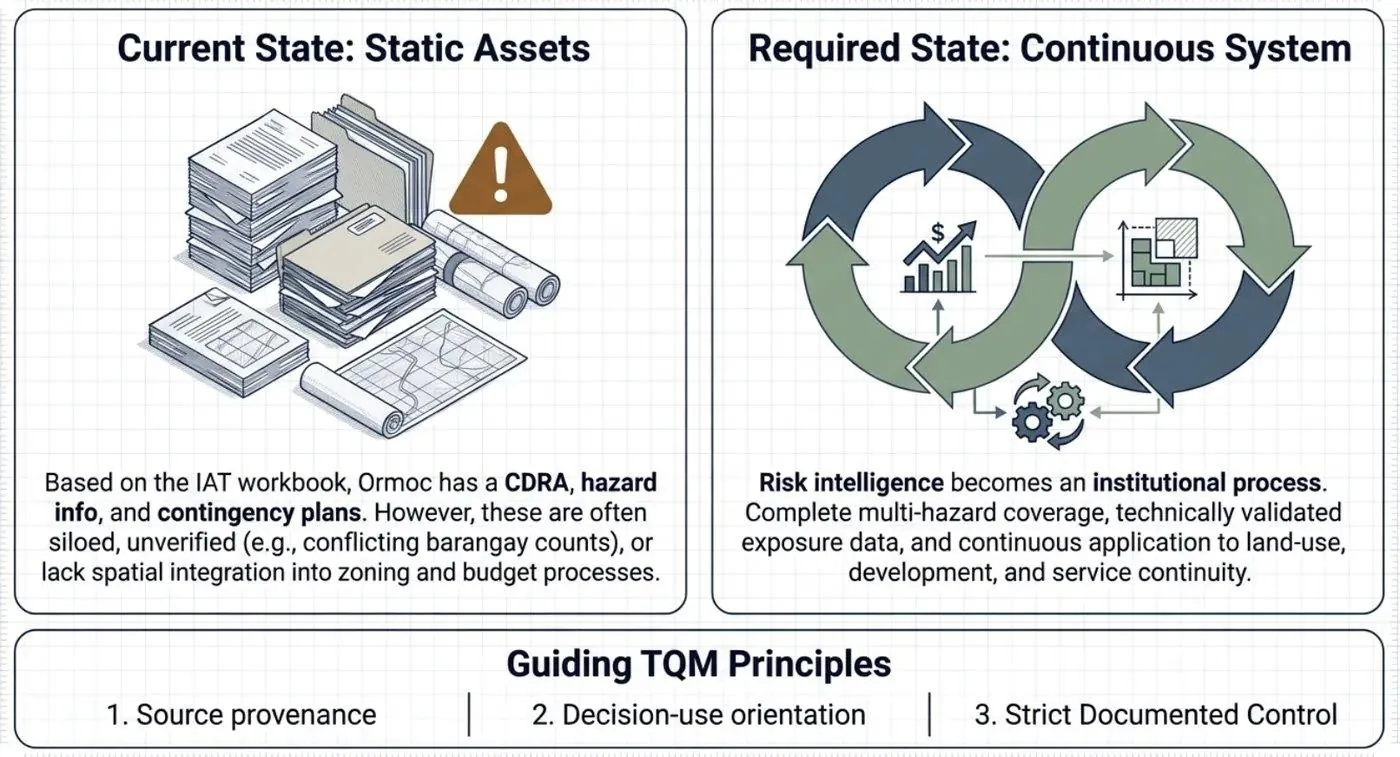 Current State: Static Assets
Based on the IAT workbook, Ormoc has a CDRA, hazard
info, and contingency plans. However, these are often
siloed, unverified (e.g., conflicting barangay counts), or
lack spatial integration into zoning and budget processes.
Required State: Continuous System
$
Risk intelligence becomes an institutional process.
Complete multi-hazard coverage, technically validated
exposure data, and continuous application to land-use,
development, and service continuity.
Guiding TQM Principles
1. Source provenance
2. Decision-use orientation
3. Strict Documented Control